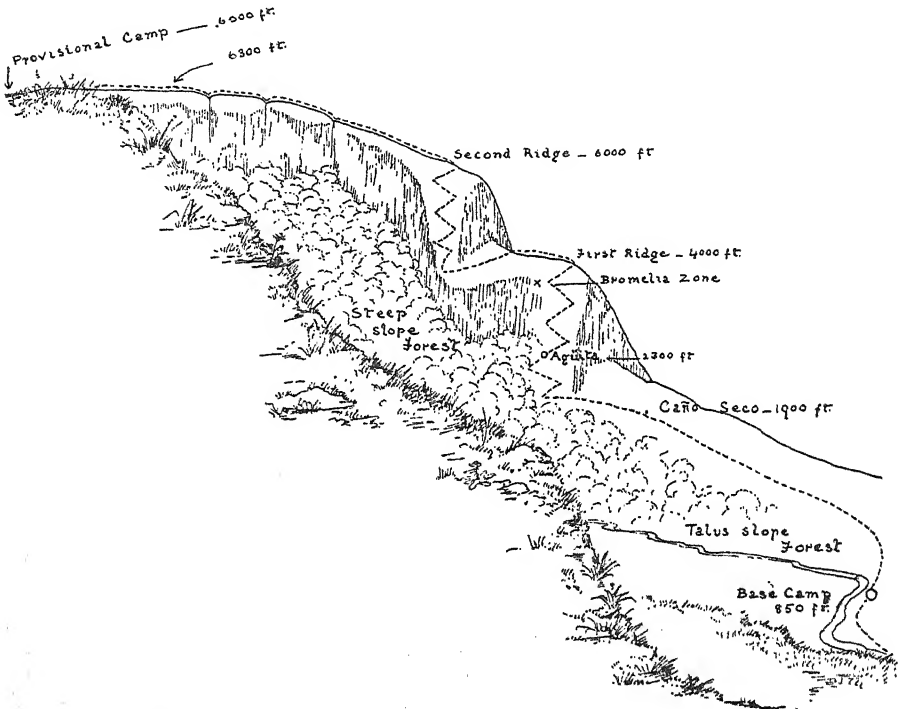 Provisional Camp — 6000 ft.
6300 ft.
Second Ridge — 6000 ft
First Ridge — 4000 ft.
Bromelia Zone
Steep
slope
Forest
Agüita — 2300 ft
Caño Seco — 1900 ft.
Talus slope
Forest
Base Camp
850 ft.